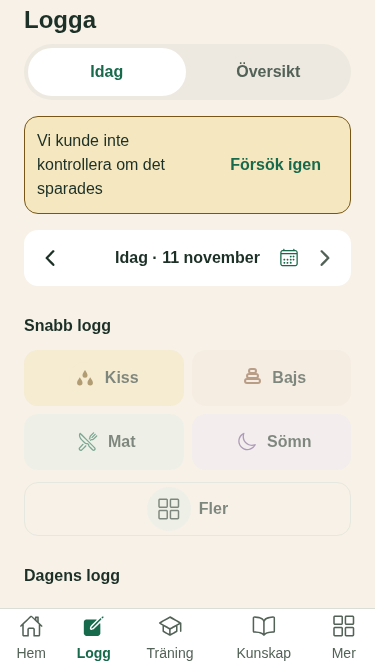 Logga
Idag
Översikt
Vi kunde inte
kontrollera om det
sparades
Försök igen
Idag · 11 november
Snabb logg
Kiss
Bajs
Mat
Sömn
Fler
Dagens logg
Hem
Logg
Träning
Kunskap
Mer